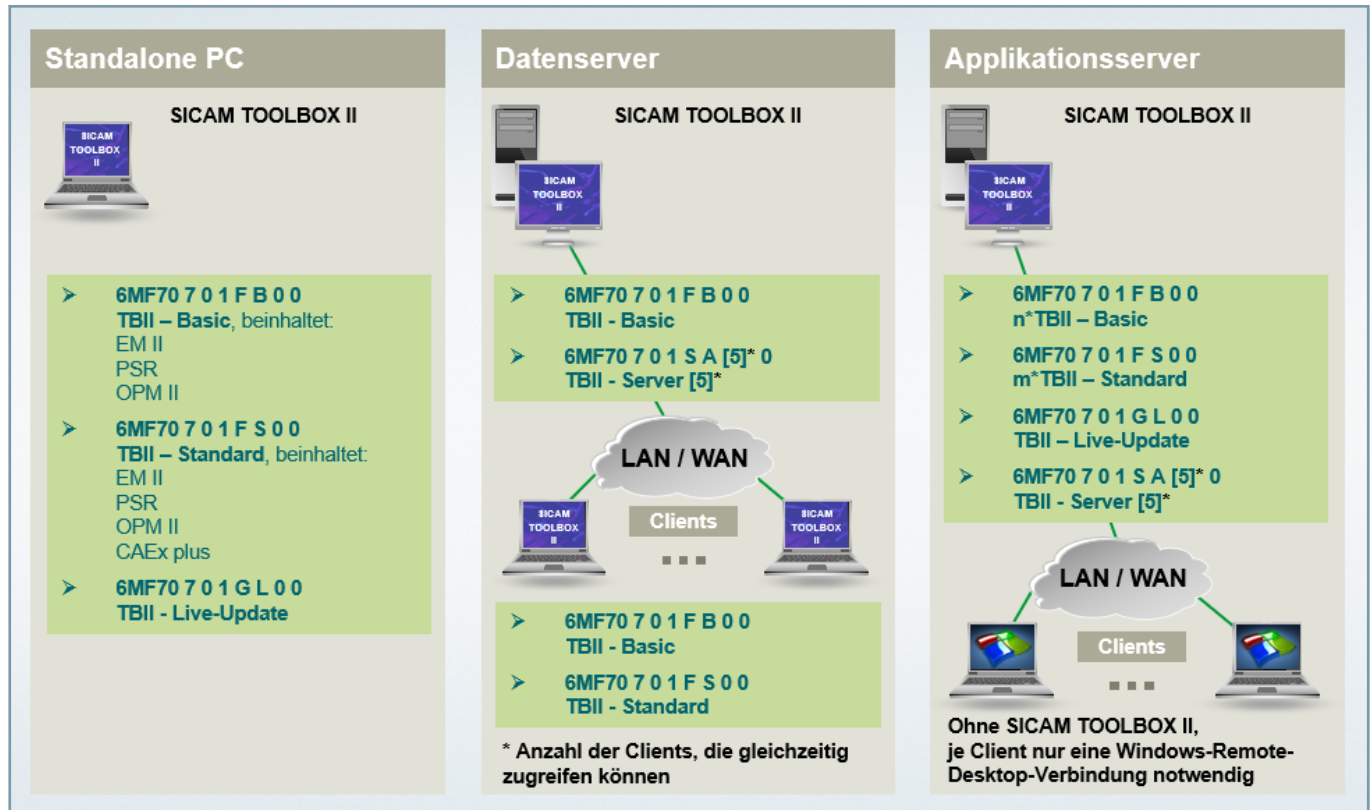 Standalone PC
SICAM TOOLBOX II
SICAM
TOOLBOX
II
➢ 6MF70 7 0 1 F B 0 0
TBII – Basic, beinhaltet:
EM II
PSR
OPM II
➢ 6MF70 7 0 1 F S 0 0
TBII – Standard, beinhaltet:
EM II
PSR
OPM II
CAEx plus
➢ 6MF70 7 0 1 G L 0 0
TBII - Live-Update
Datenserver
SICAM TOOLBOX II
SICAM
TOOLBOX
II
➢ 6MF70 7 0 1 F B 0 0
TBII - Basic
➢ 6MF70 7 0 1 S A [5]* 0
TBII - Server [5]*
LAN / WAN
SICAM
TOOLBOX
II
Clients
SICAM
TOOLBOX
II
➢ 6MF70 7 0 1 F B 0 0
TBII - Basic
➢ 6MF70 7 0 1 F S 0 0
TBII - Standard
* Anzahl der Clients, die gleichzeitig
zugreifen können
Applikationsserver
SICAM TOOLBOX II
SICAM
TOOLBOX
II
➢ 6MF70 7 0 1 F B 0 0
n*TBII – Basic
➢ 6MF70 7 0 1 F S 0 0
m*TBII – Standard
➢ 6MF70 7 0 1 G L 0 0
TBII – Live-Update
➢ 6MF70 7 0 1 S A [5]* 0
TBII - Server [5]*
LAN / WAN
Clients
Ohne SICAM TOOLBOX II,
je Client nur eine Windows-Remote-
Desktop-Verbindung notwendig